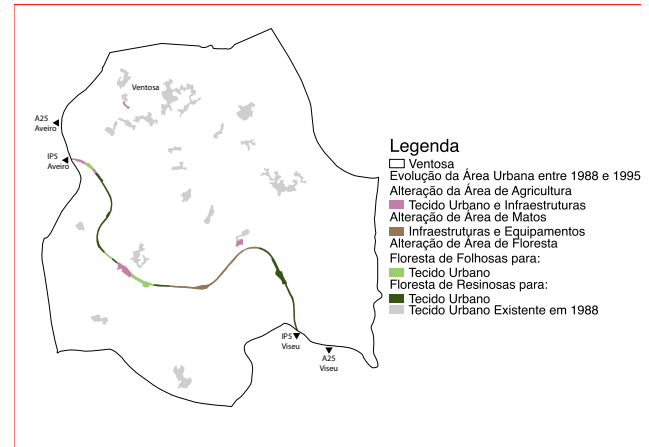 Ventosa
A25
Aveiro
IP5
Aveiro
IP5
Viseu
A25
Viseu
Legenda
Ventosa
Evolução da Área Urbana entre 1988 e 1995
Alteração da Área de Agricultura
Tecido Urbano e Infraestruturas
Alteração de Área de Matos
Infraestruturas e Equipamentos
Alteração de Área de Floresta
Floresta de Folhosas para:
Tecido Urbano
Floresta de Resinosas para:
Tecido Urbano
Tecido Urbano Existente em 1988